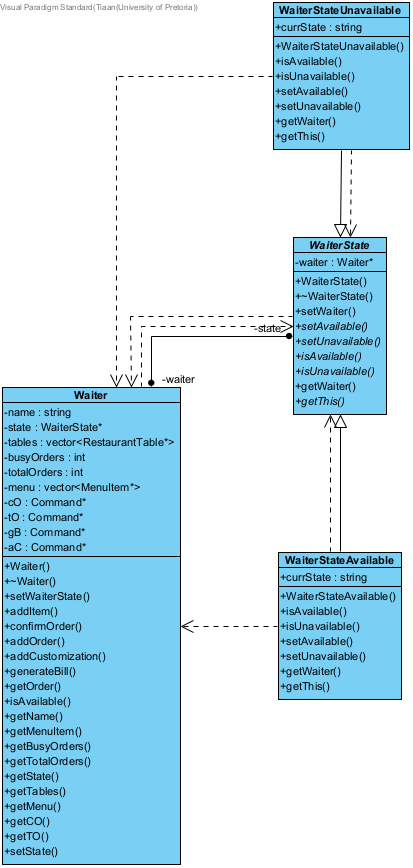 Visual Paradigm Standard(Tiaan(University of Pretoria))
WaiterStateUnavailable
+currState : string
+WaiterStateUnavailable()
+isAvailable()
+isUnavailable()
+setAvailable()
+setUnavailable()
+getWaiter()
+getThis()
WaiterState
-waiter : Waiter*
+WaiterState()
+~WaiterState()
+setWaiter()
+setAvailable()
+setUnavailable()
+isAvailable()
+isUnavailable()
+getWaiter()
+getThis()
-state
-waiter
Waiter
-name : string
-state : WaiterState*
-tables : vector<RestaurantTable*>
-busyOrders : int
-totalOrders : int
-menu : vector<MenuItem*>
-cO : Command*
-tO : Command*
-gB : Command*
-aC : Command*
+Waiter()
+~Waiter()
+setWaiterState()
+addItem()
+confirmOrder()
+addOrder()
+addCustomization()
+generateBill()
+getOrder()
+isAvailable()
+getName()
+getMenuItem()
+getBusyOrders()
+getTotalOrders()
+getState()
+getTables()
+getMenu()
+getCO()
+getTO()
+setState()
WaiterStateAvailable
+currState : string
+WaiterStateAvailable()
+isAvailable()
+isUnavailable()
+setAvailable()
+setUnavailable()
+getWaiter()
+getThis()